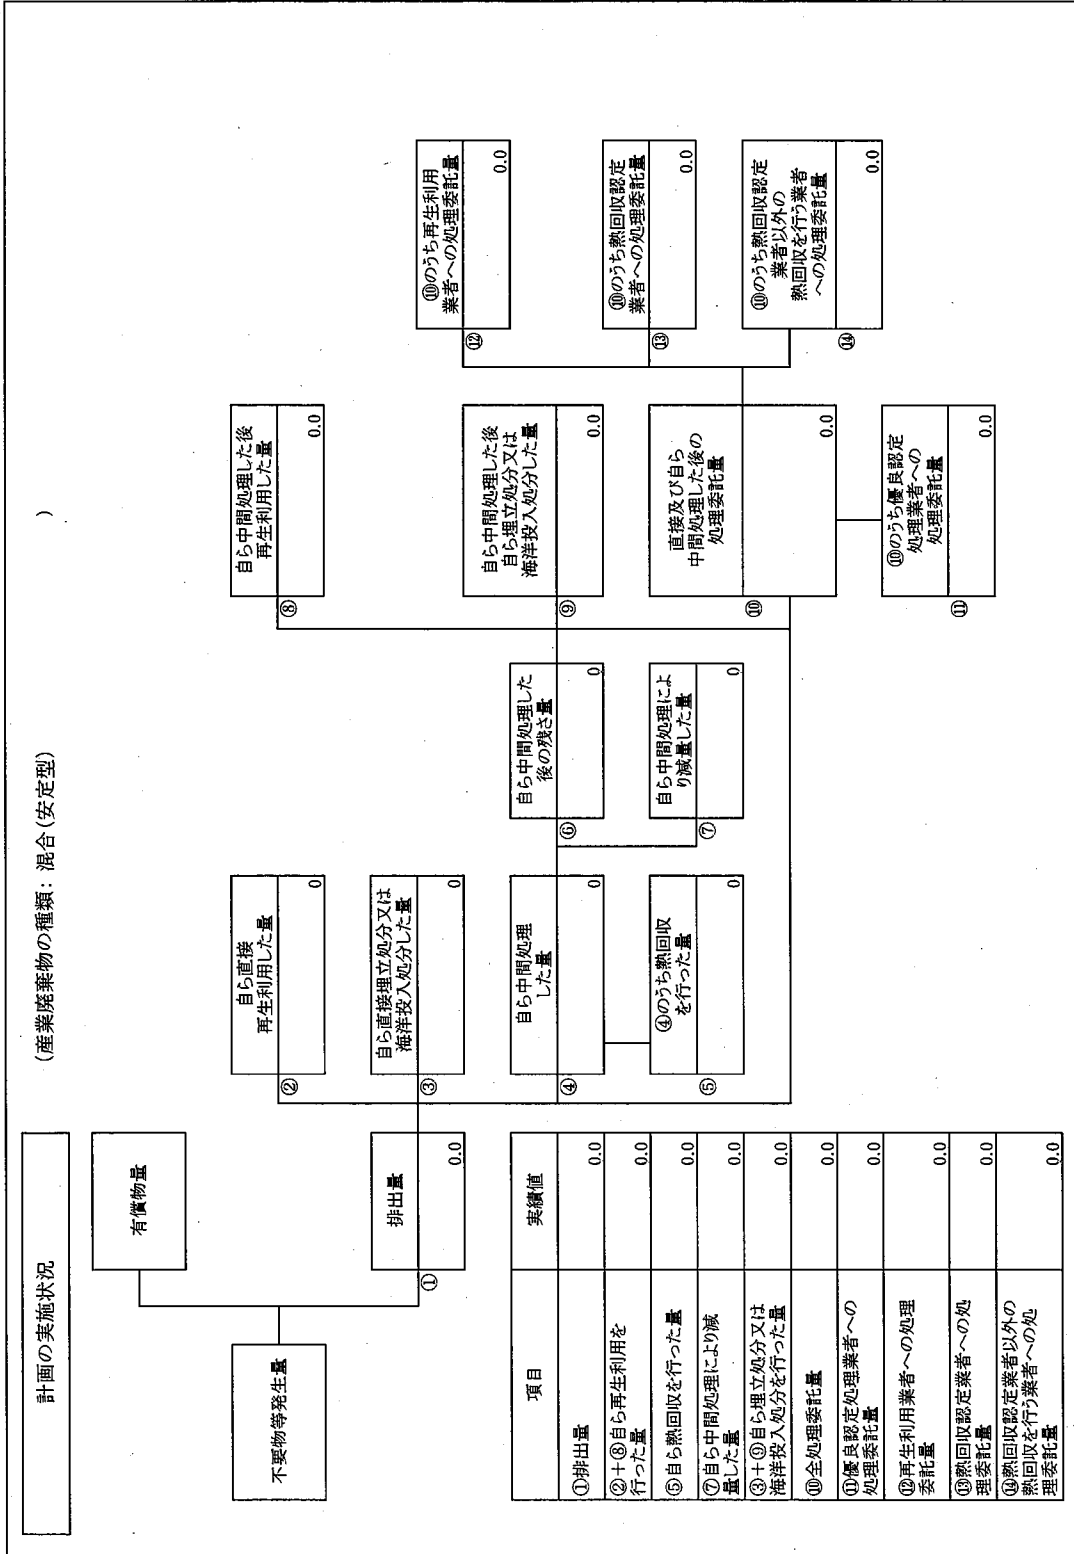 計画の実施状況
(産業廃棄物の種類：混合(安定型)
)
不要物等発生量
有償物量
排出量
①
0.0
自ら直接
再生利用した量
②
0
自ら直接埋立処分又は
海洋投入処分した量
③
0
自ら中間処理
した量
④
0
④のうち熱回収
を行った量
⑤
0
自ら中間処理した
後の残さ量
⑥
0
自ら中間処理によ
り減量した量
⑦
0
自ら中間処理した後
再生利用した量
⑧
0.0
自ら中間処理した後
自ら埋立処分又は
海洋投入処分した量
⑨
0.0
直接及び自ら
中間処理した後の
処理委託量
⑩
0.0
⑩のうち優良認定
処理業者への
処理委託量
⑪
0.0
⑩のうち再生利用
業者への処理委託量
⑫
0.0
⑩のうち熱回収認定
業者への処理委託量
⑬
0.0
⑩のうち熱回収認定
業者以外の
熱回収を行う業者
への処理委託量
⑭
0.0
項目 実績値
①排出量 0.0
②＋⑧自ら再生利用を
行った量 0.0
⑤自ら熱回収を行った量 0.0
⑦自ら中間処理により減
量した量 0.0
③＋⑨自ら埋立処分又は
海洋投入処分を行った量 0.0
⑩全処理委託量 0.0
⑪優良認定処理業者への
処理委託量 0.0
⑫再生利用業者への処理
委託量 0.0
⑬熱回収認定業者への処
理委託量 0.0
⑭熱回収認定業者以外の
熱回収を行う業者への処
理委託量 0.0